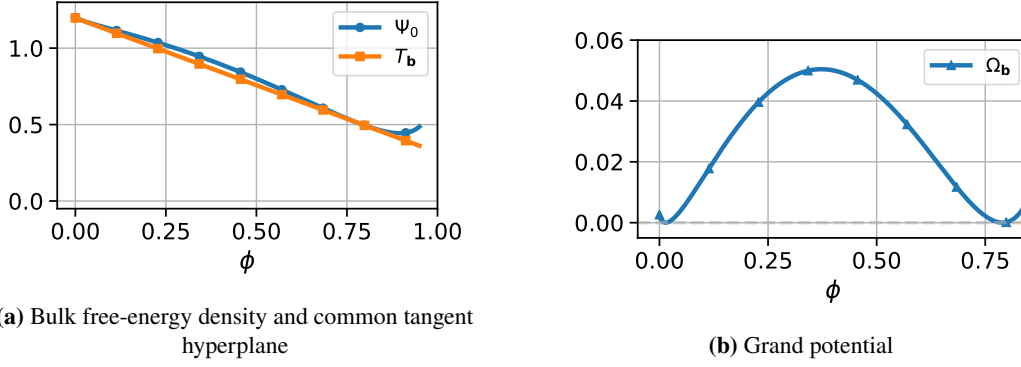 1.0
0.5
0.0
0.00
0.25
0.50
0.75
1.00
ϕ
Ψ₀
T_b
(a) Bulk free-energy density and common tangent
hyperplane
0.06
0.04
0.02
0.00
0.00
0.25
0.50
0.75
ϕ
Ω_b
(b) Grand potential